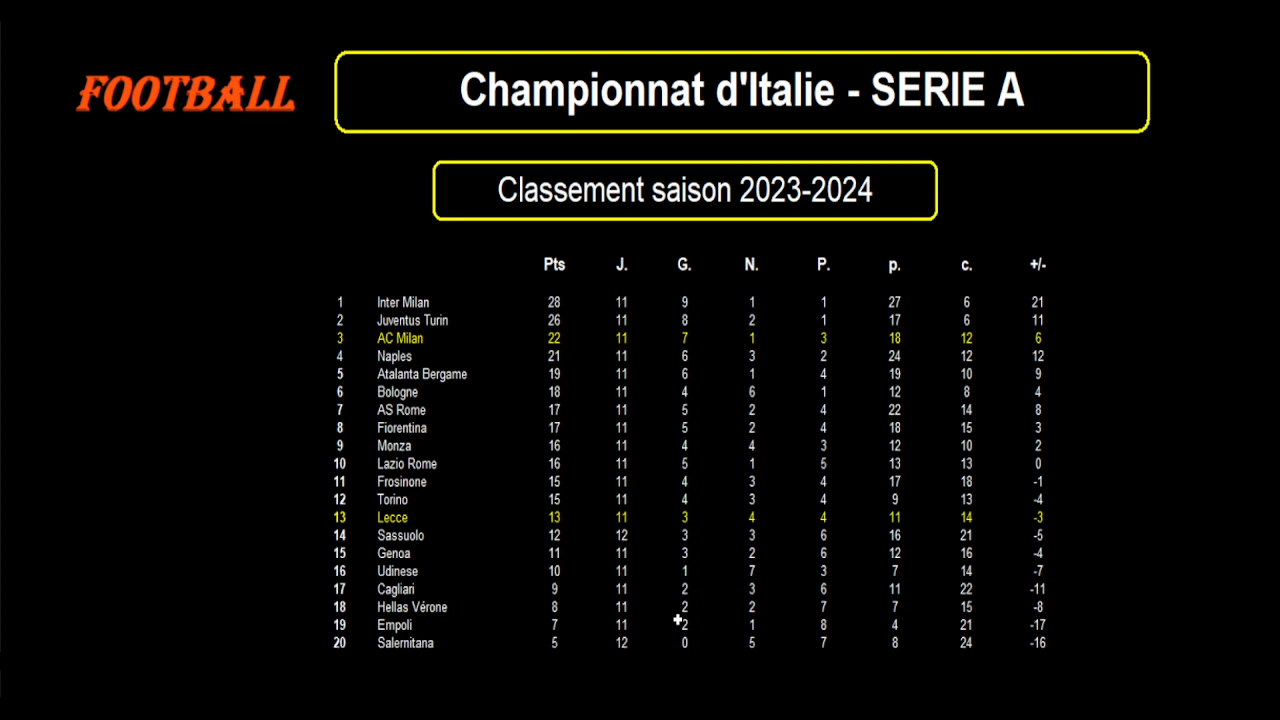 FOOTBALL
Championnat d'Italie - SERIE A
Classement saison 2023-2024
Pts J. G. N. P. p. c. +/-
1 Inter Milan 28 11 9 1 1 27 6 21
2 Juventus Turin 26 11 8 2 1 17 6 11
3 AC Milan 22 11 7 1 3 18 12 6
4 Naples 21 11 6 3 2 24 12 12
5 Atalanta Bergame 19 11 6 1 4 19 10 9
6 Bologne 18 11 4 6 1 12 8 4
7 AS Rome 17 11 5 2 4 22 14 8
8 Fiorentina 17 11 5 2 4 18 15 3
9 Monza 16 11 4 4 3 12 10 2
10 Lazio Rome 16 11 5 1 5 13 13 0
11 Frosinone 15 11 4 3 4 17 18 -1
12 Torino 15 11 4 3 4 9 13 -4
13 Lecce 13 11 3 4 4 11 14 -3
14 Sassuolo 12 12 3 3 6 16 21 -5
15 Genoa 11 11 3 2 6 12 16 -4
16 Udinese 10 11 1 7 3 7 14 -7
17 Cagliari 9 11 2 3 6 11 22 -11
18 Hellas Vérone 8 11 2 2 7 7 15 -8
19 Empoli 7 11 2 1 8 4 21 -17
20 Salernitana 5 12 0 5 7 8 24 -16